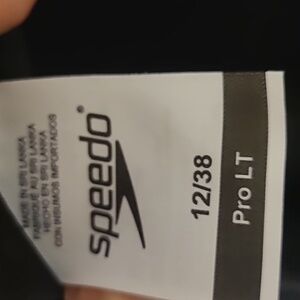 MADE IN SRI LANKA
FABRIQUÉ AU SRI LANKA
HECHO EN SRI LANKA
CON INSUMOS IMPORTADOS
speedo®
12/38
Pro LT